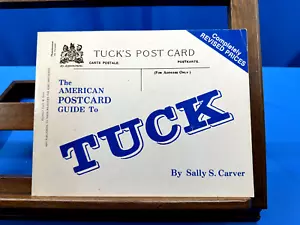 Completely
REVISED PRICES
TUCK'S POST CARD
CARTE POSTALE.
POSTKARTE.
(For Address Only)
The
AMERICAN
POSTCARD
GUIDE To
TUCK
By Sally S. Carver